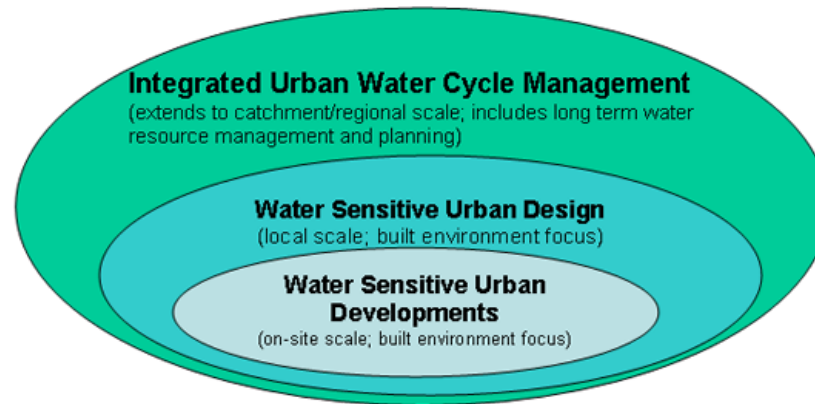 Integrated Urban Water Cycle Management
(extends to catchment/regional scale; includes long term water
resource management and planning)
Water Sensitive Urban Design
(local scale; built environment focus)
Water Sensitive Urban
Developments
(on-site scale; built environment focus)